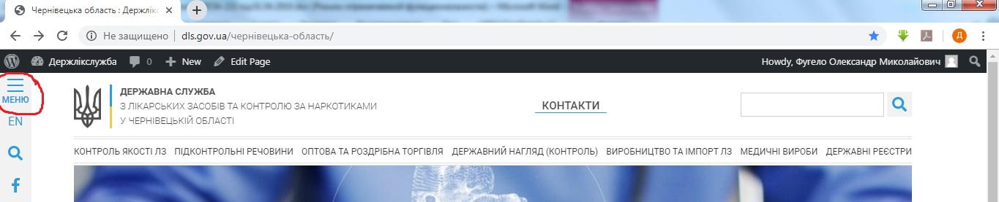 Чернівецька область : Держлікс
Не защищено | dls.gov.ua/чернівецька-область/
Д
Держлікслужба 0 New Edit Page Howdy, Фугело Олександр Миколайович
МЕНЮ
EN
ДЕРЖАВНА СЛУЖБА
З ЛІКАРСЬКИХ ЗАСОБІВ ТА КОНТРОЛЮ ЗА НАРКОТИКАМИ
У ЧЕРНІВЕЦЬКІЙ ОБЛАСТІ
КОНТАКТИ
КОНТРОЛЬ ЯКОСТІ ЛЗ ПІДКОНТРОЛЬНІ РЕЧОВИНИ ОПТОВА ТА РОЗДРІБНА ТОРГІВЛЯ ДЕРЖАВНИЙ НАГЛЯД (КОНТРОЛЬ) ВИРОБНИЦТВО ТА ІМПОРТ ЛЗ МЕДИЧНІ ВИРОБИ ДЕРЖАВНІ РЕЄСТРИ